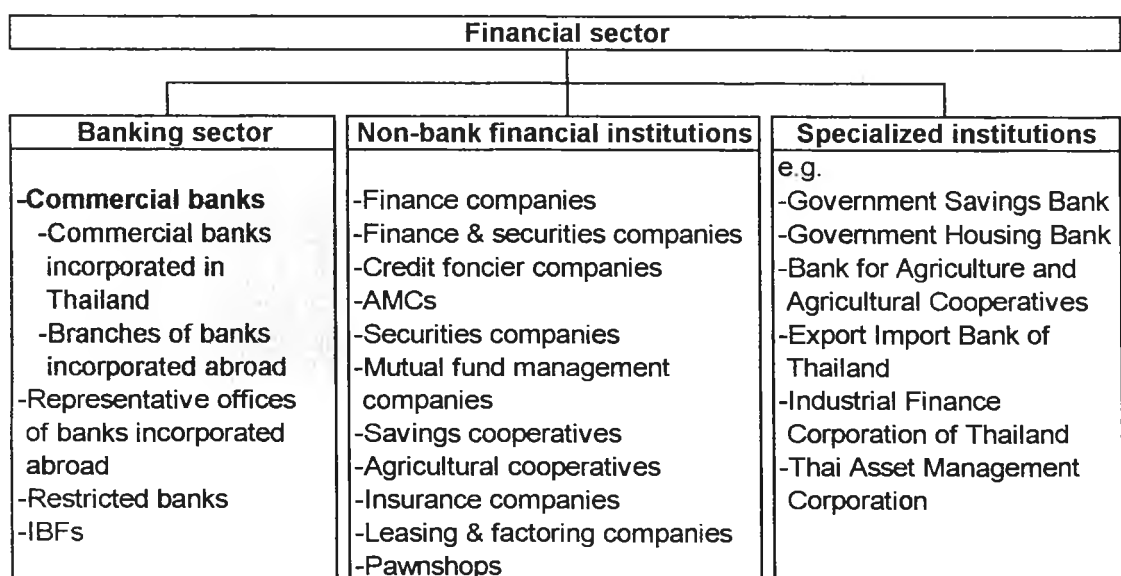 Financial sector
Banking sector
-Commercial banks
-Commercial banks
incorporated in
Thailand
-Branches of banks
incorporated abroad
-Representative offices
of banks incorporated
abroad
-Restricted banks
-IBFs
Non-bank financial institutions
-Finance companies
-Finance & securities companies
-Credit foncier companies
-AMCs
-Securities companies
-Mutual fund management
companies
-Savings cooperatives
-Agricultural cooperatives
-Insurance companies
-Leasing & factoring companies
-Pawnshops
Specialized institutions
e.g.
-Government Savings Bank
-Government Housing Bank
-Bank for Agriculture and
Agricultural Cooperatives
-Export Import Bank of
Thailand
-Industrial Finance
Corporation of Thailand
-Thai Asset Management
Corporation